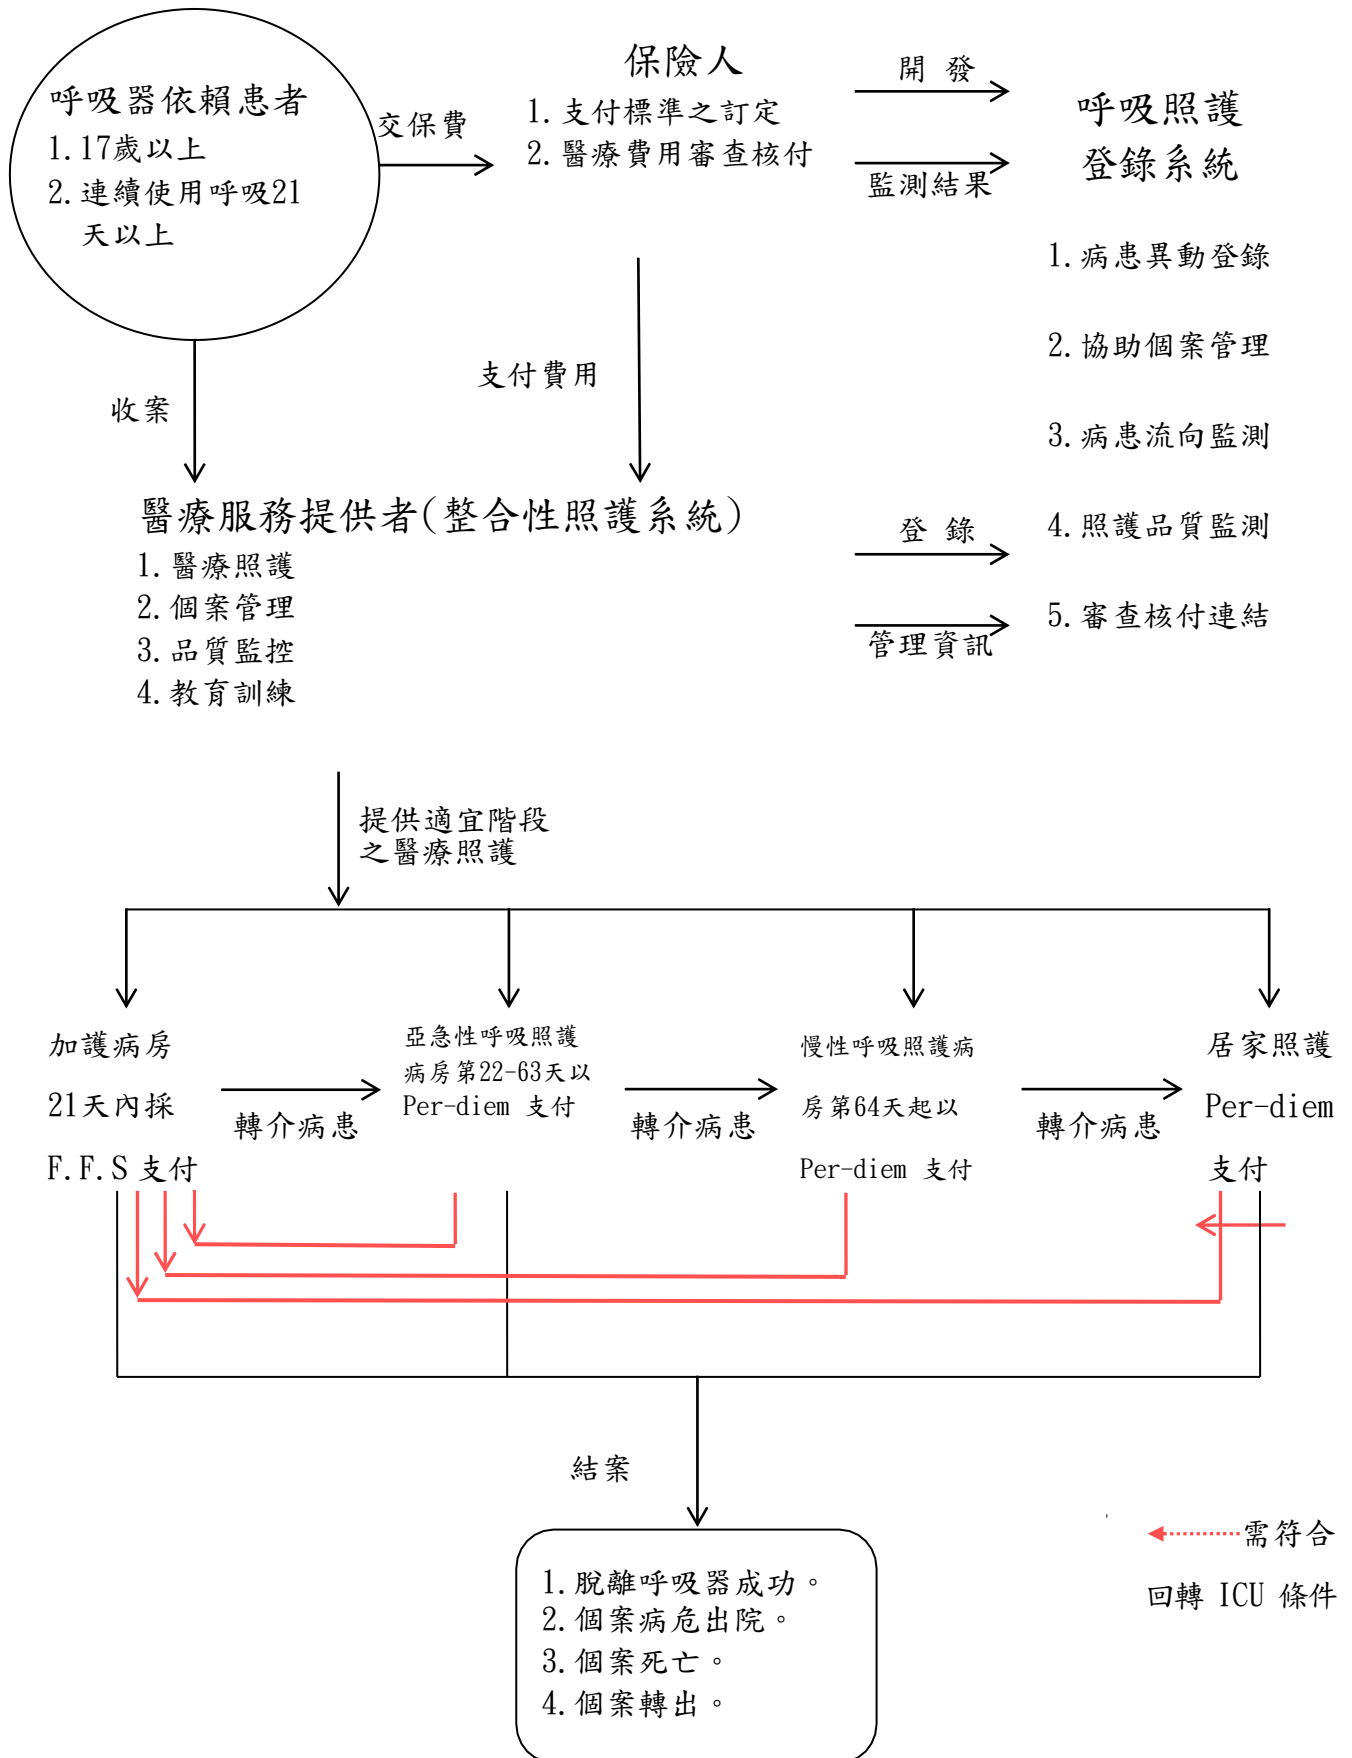 呼吸器依賴患者
1.17歲以上
2.連續使用呼吸21
天以上
交保費
保險人
1.支付標準之訂定
2.醫療費用審查核付
開 發
監測結果
呼吸照護
登錄系統
1.病患異動登錄
2.協助個案管理
3.病患流向監測
4.照護品質監測
5.審查核付連結
收案
支付費用
醫療服務提供者(整合性照護系統)
1.醫療照護
2.個案管理
3.品質監控
4.教育訓練
登 錄
管理資訊
提供適宜階段
之醫療照護
加護病房
21天內採
F.F.S 支付
轉介病患
亞急性呼吸照護
病房第22-63天以
Per-diem 支付
轉介病患
慢性呼吸照護病
房第64天起以
Per-diem 支付
轉介病患
居家照護
Per-diem
支付
結案
1.脫離呼吸器成功。
2.個案病危出院。
3.個案死亡。
4.個案轉出。
需符合
回轉 ICU 條件